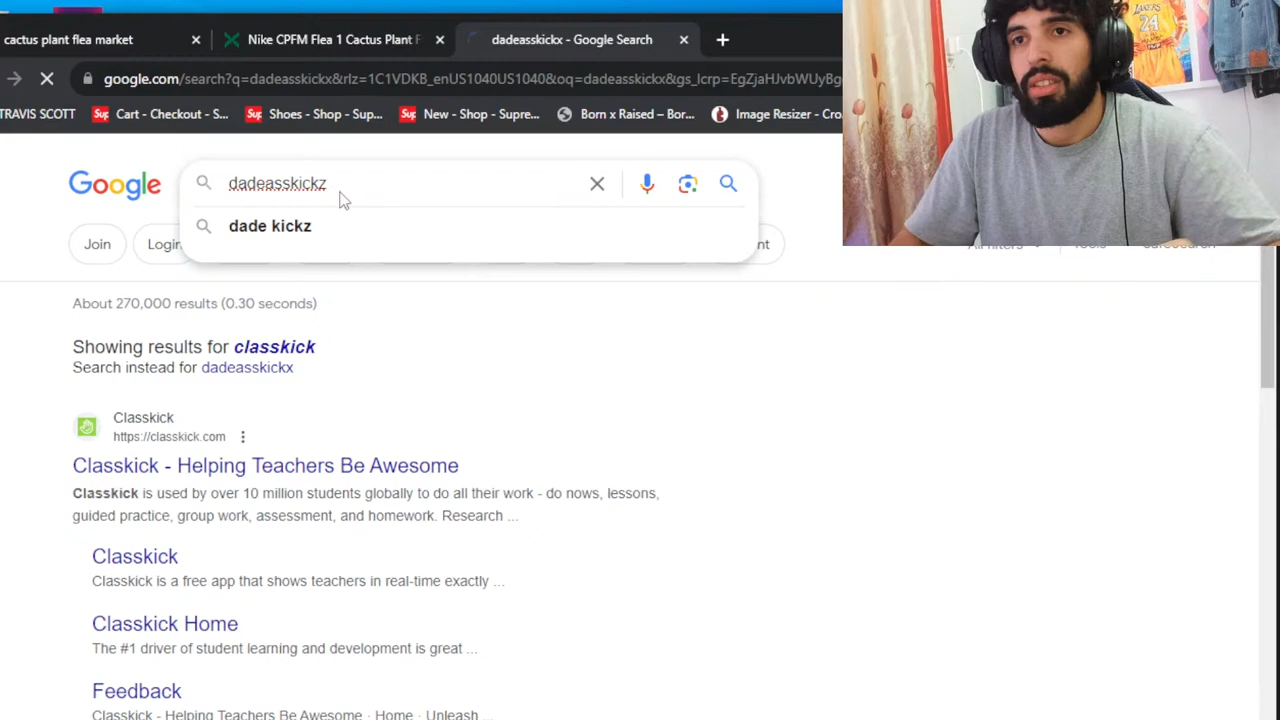 cactus plant flea market
Nike CPFM Flea 1 Cactus Plant F
dadeasskickx - Google Search
google.com/search?q=dadeasskickx&rlz=1C1VDKB_enUS1040US1040&oq=dadeasskickx&gs_lcrp=EgZjaHJvbWUyBg
TRAVIS SCOTT
Sup Cart - Checkout - S...
Sup Shoes - Shop - Sup...
Sup New - Shop - Supre...
Born x Raised – Bor...
Image Resizer - Cro
LAKERS
24
Google
dadeasskickz
dade kickz
Join
Login
nt
About 270,000 results (0.30 seconds)
Showing results for classkick
Search instead for dadeasskickx
Classkick
https://classkick.com
Classkick - Helping Teachers Be Awesome
Classkick is used by over 10 million students globally to do all their work - do nows, lessons,
guided practice, group work, assessment, and homework. Research ...
Classkick
Classkick is a free app that shows teachers in real-time exactly ...
Classkick Home
The #1 driver of student learning and development is great ...
Feedback
Classkick - Helping Teachers Be Awesome · Home · Unleash ...